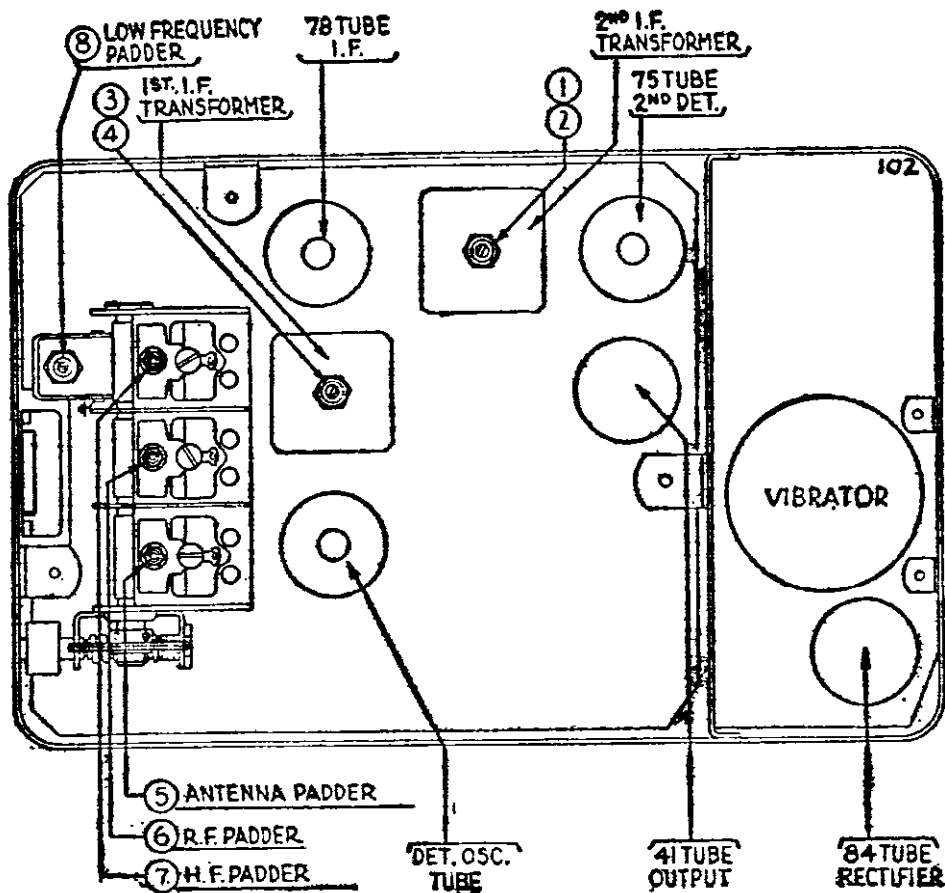 8 LOW FREQUENCY
PADDER
78 TUBE
I.F.
2ND I.F.
TRANSFORMER
3 1ST. I.F.
TRANSFORMER
4
1
2
75 TUBE
2ND DET.
102
VIBRATOR
5 ANTENNA PADDER
6 R.F. PADDER
7 H.F. PADDER
DET. OSC.
TUBE
41 TUBE
OUTPUT
84 TUBE
RECTIFIER